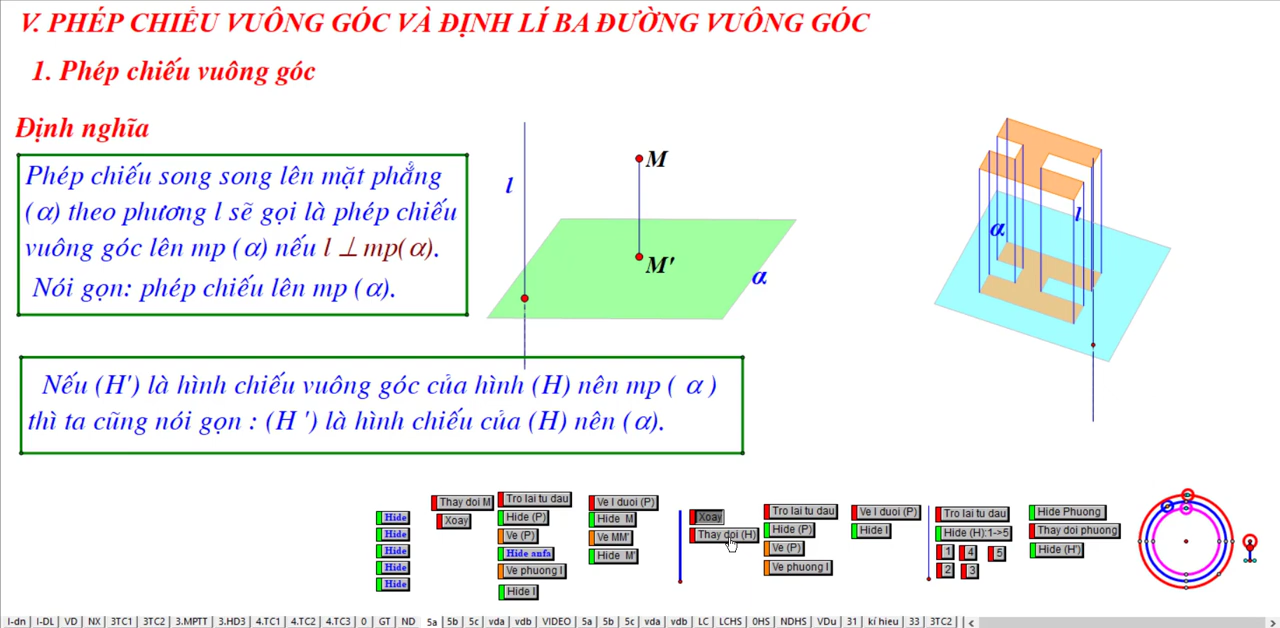 V. PHÉP CHIẾU VUÔNG GÓC VÀ ĐỊNH LÍ BA ĐƯỜNG VUÔNG GÓC
1. Phép chiếu vuông góc
Định nghĩa
Phép chiếu song song lên mặt phẳng
(α) theo phương l sẽ gọi là phép chiếu
vuông góc lên mp (α) nếu l ⊥ mp(α).
Nói gọn: phép chiếu lên mp (α).
l
M
M'
α
α
l
Nếu (H') là hình chiếu vuông góc của hình (H) nên mp ( α )
thì ta cũng nói gọn : (H ') là hình chiếu của (H) nên (α).
Hide
Hide
Hide
Hide
Hide
Thay doi M
Xoay
Tro lai tu dau
Hide (P)
Ve (P)
Hide anfa
Ve phuong l
Hide l
Ve l duoi (P)
Hide M
Ve MM'
Hide M'
Xoay
Thay doi (H)
Tro lai tu dau
Hide (P)
Ve (P)
Ve phuong l
Ve l duoi (P)
Hide l
Tro lai tu dau
Hide (H):1->5
1 4 5
2 3
Hide Phuong
Thay doi phuong
Hide (H')
I-dn | I-DL | VD | NX | 3TC1 | 3TC2 | 3.MPTT | 3.HD3 | 4.TC1 | 4.TC2 | 4.TC3 | 0 | GT | ND | 5a | 5b | 5c | vda | vdb | VIDEO | 5a | 5b | 5c | vda | vdb | LC | LCHS | 0HS | NDHS | VDu | 31 | kí hieu | 33 | 3TC2 |